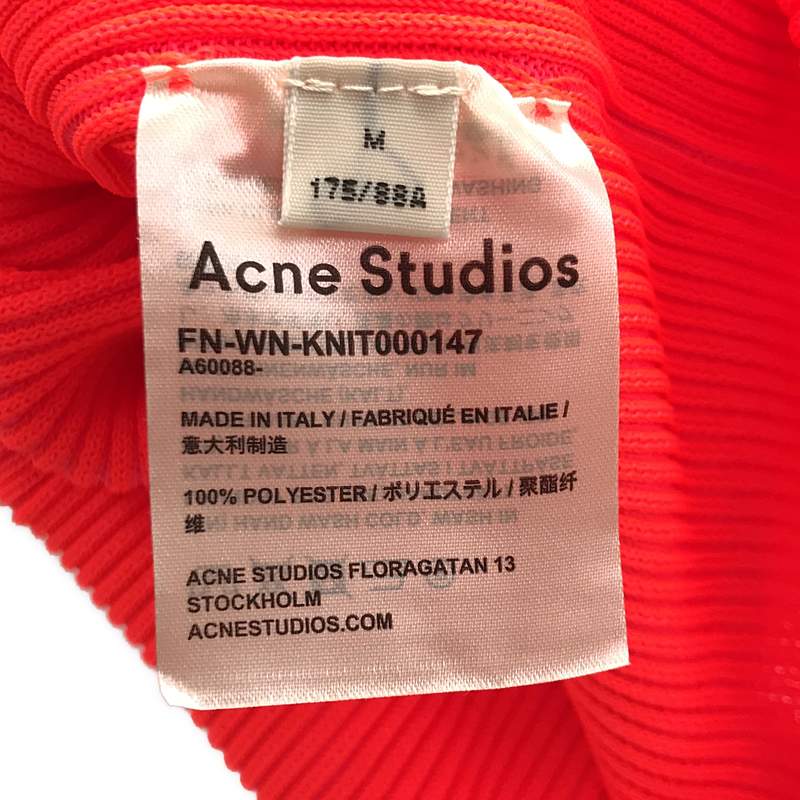 M
175/88A
Acne Studios
FN-WN-KNIT000147
A60088-
MADE IN ITALY / FABRIQUÉ EN ITALIE /
意大利制造
100% POLYESTER / ポリエステル / 聚酯纤
维
ACNE STUDIOS FLORAGATAN 13
STOCKHOLM
ACNESTUDIOS.COM